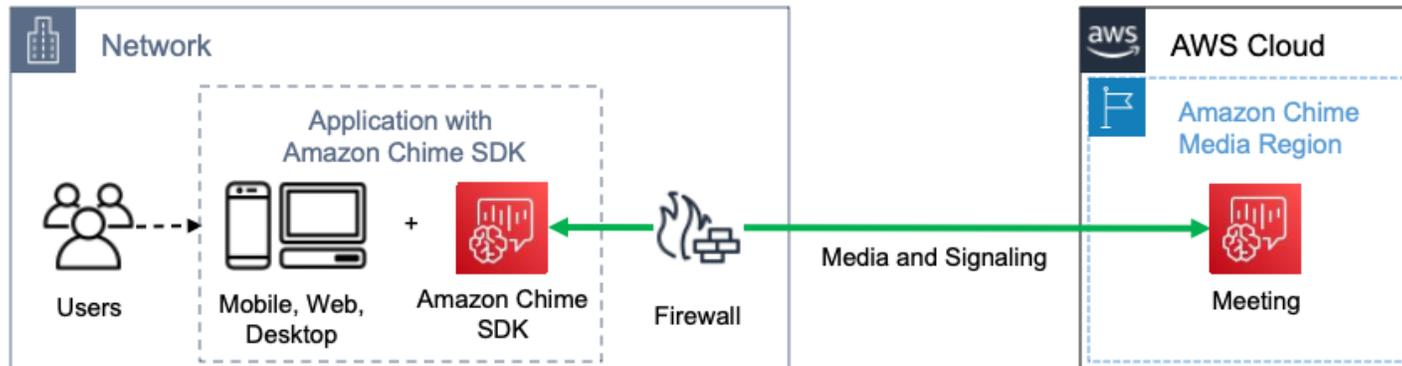 Network
aws
AWS Cloud
Application with
Amazon Chime SDK
Amazon Chime
Media Region
+
Users
Mobile, Web,
Desktop
Amazon Chime
SDK
Firewall
Media and Signaling
Meeting